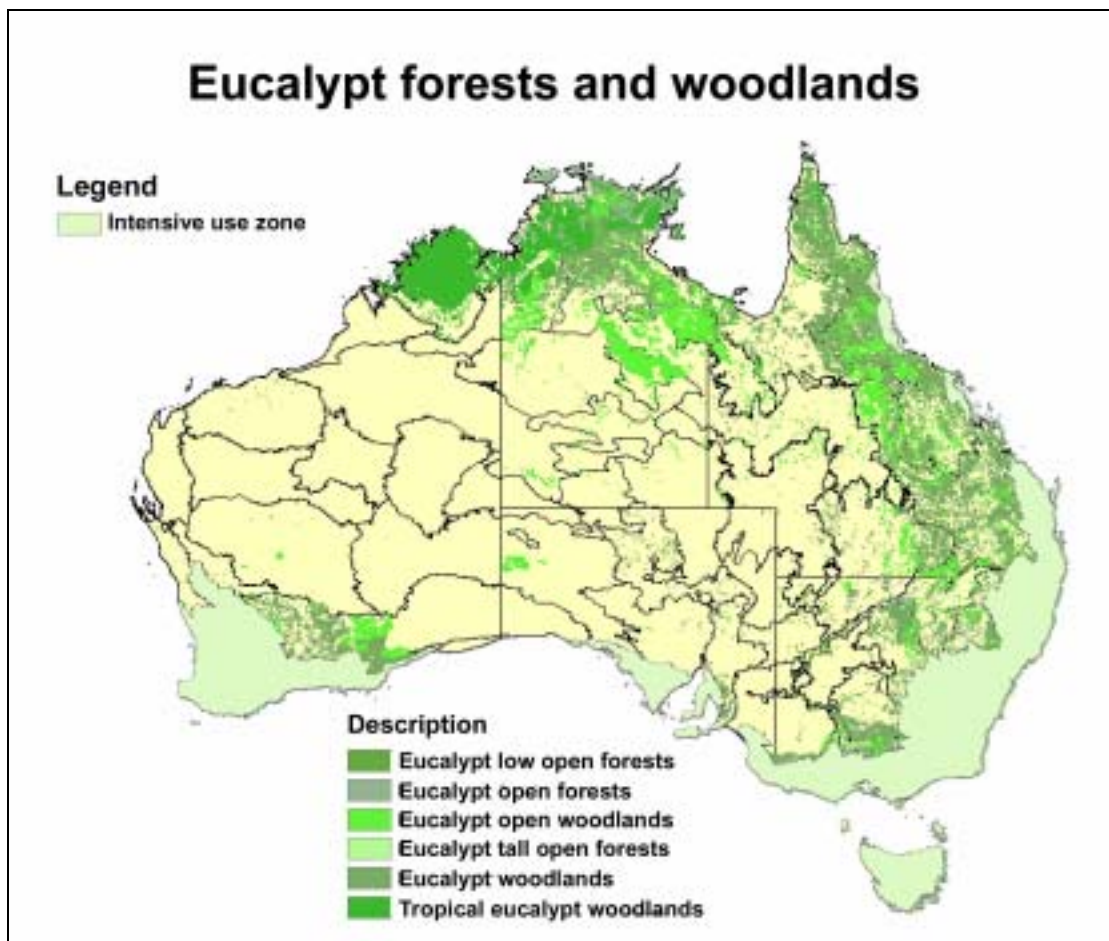 Eucalypt forests and woodlands
Legend
Intensive use zone
Description
Eucalypt low open forests
Eucalypt open forests
Eucalypt open woodlands
Eucalypt tall open forests
Eucalypt woodlands
Tropical eucalypt woodlands